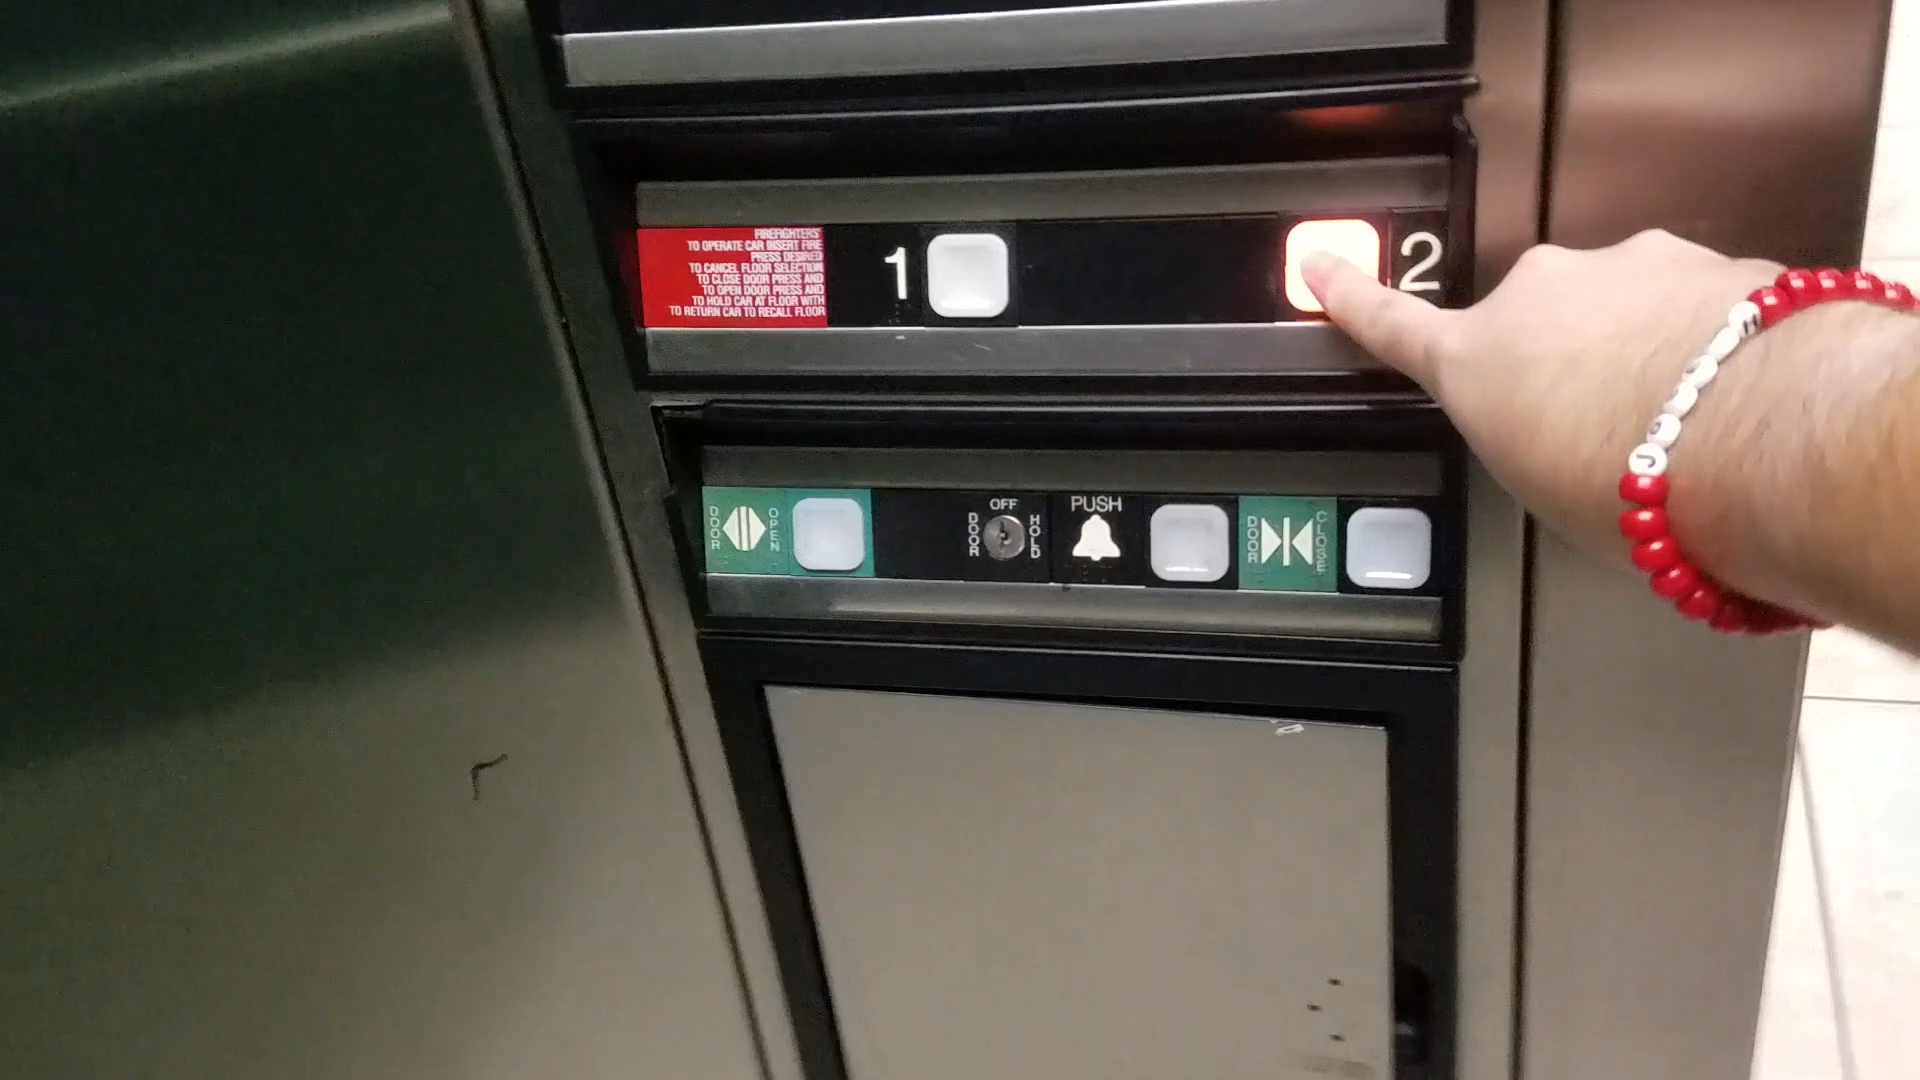 FIREFIGHTERS'
TO OPERATE CAR INSERT FIRE
PRESS DESIRED
TO CANCEL FLOOR SELECTION
TO CLOSE DOOR PRESS AND
TO OPEN DOOR PRESS AND
TO HOLD CAR AT FLOOR WITH
TO RETURN CAR TO RECALL FLOOR
1
2
DOOR OPEN
OFF
DOOR HOLD
PUSH
DOOR CLOSE
J